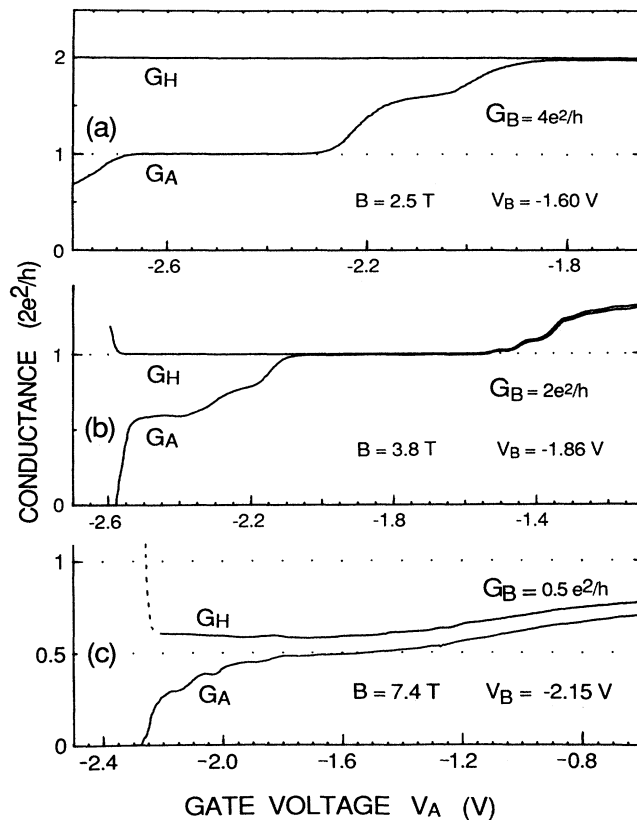 2
G_H
(a)
G_B = 4e²/h
1
G_A
B = 2.5 T V_B = -1.60 V
0
-2.6 -2.2 -1.8
CONDUCTANCE (2e²/h)
1
G_H
G_B = 2e²/h
(b)
G_A
B = 3.8 T V_B = -1.86 V
0
-2.6 -2.2 -1.8 -1.4
1
G_B = 0.5 e²/h
G_H
0.5
(c)
G_A
B = 7.4 T V_B = -2.15 V
0
-2.4 -2.0 -1.6 -1.2 -0.8
GATE VOLTAGE V_A (V)